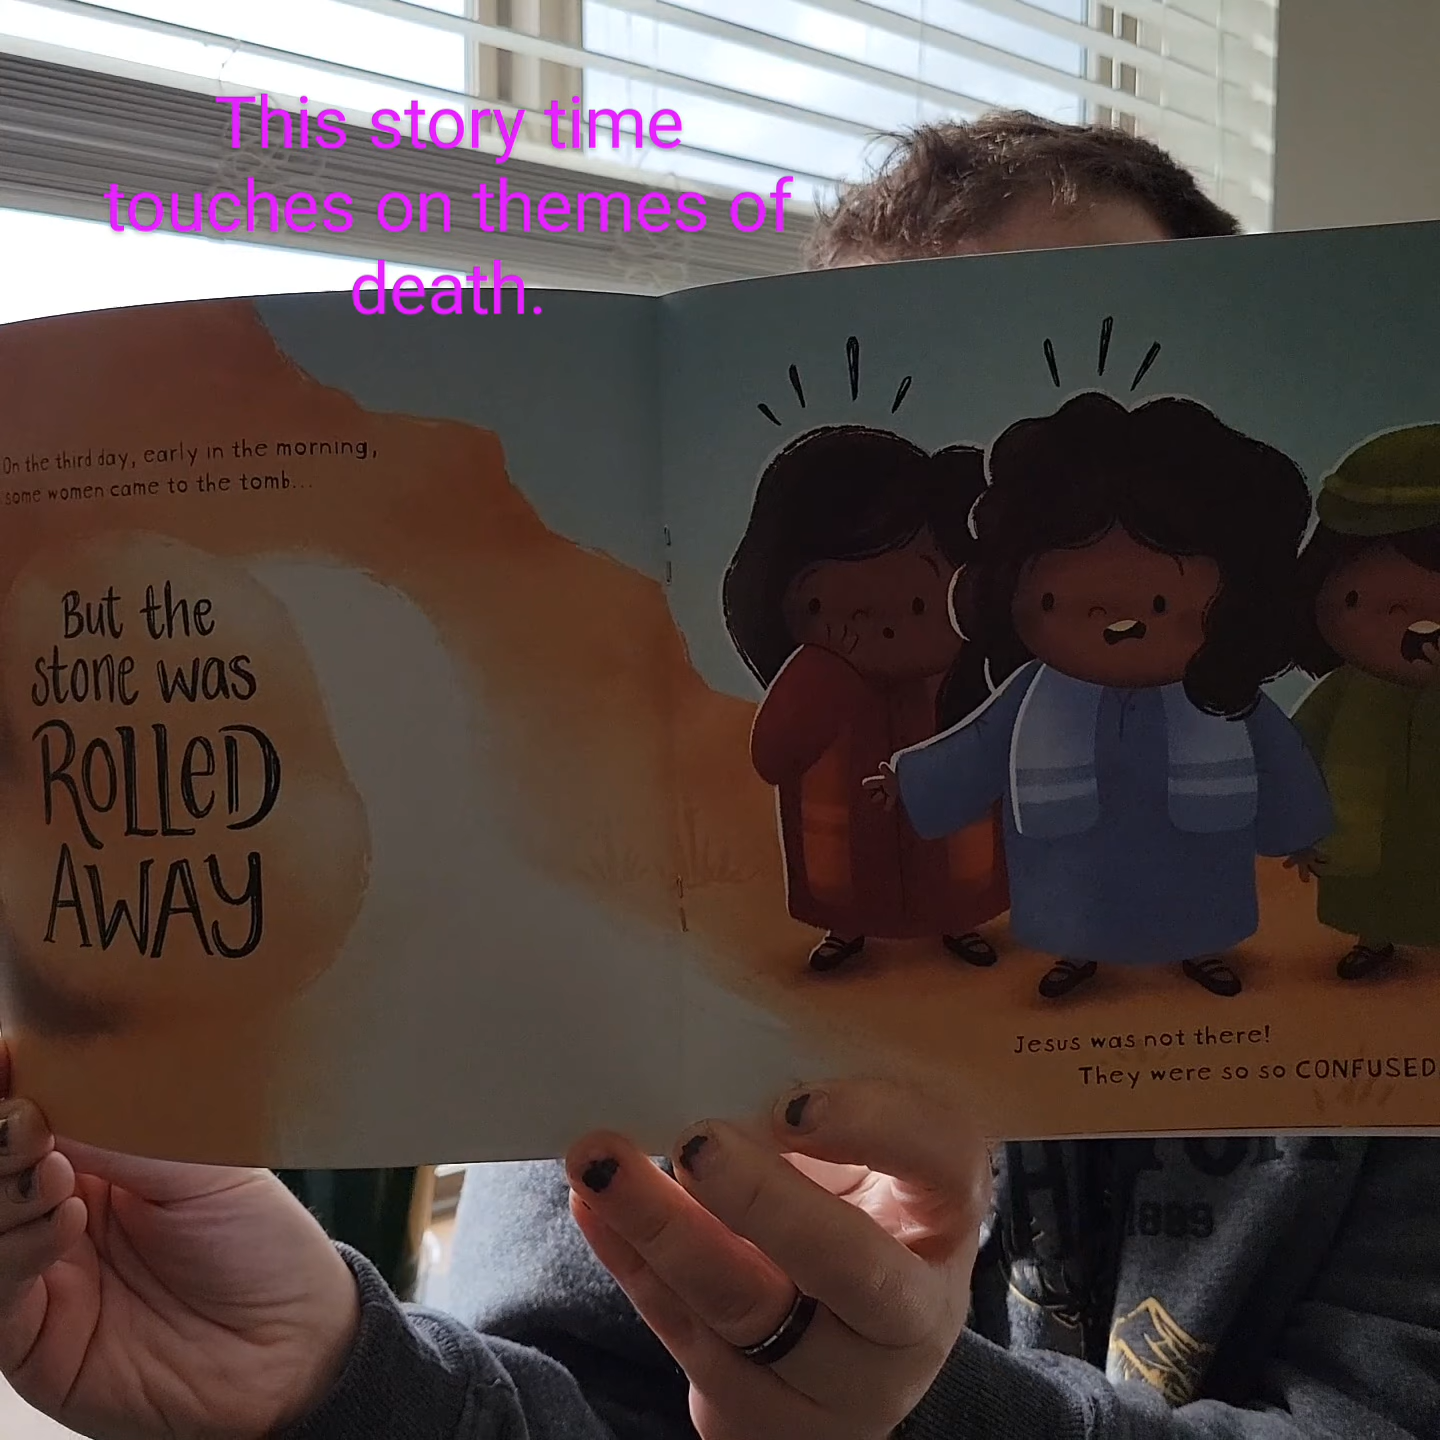 This story time
touches on themes of
death.
On the third day, early in the morning,
some women came to the tomb...
But the
stone was
ROLLED
AWAY
Jesus was not there!
They were so so CONFUSED
1889